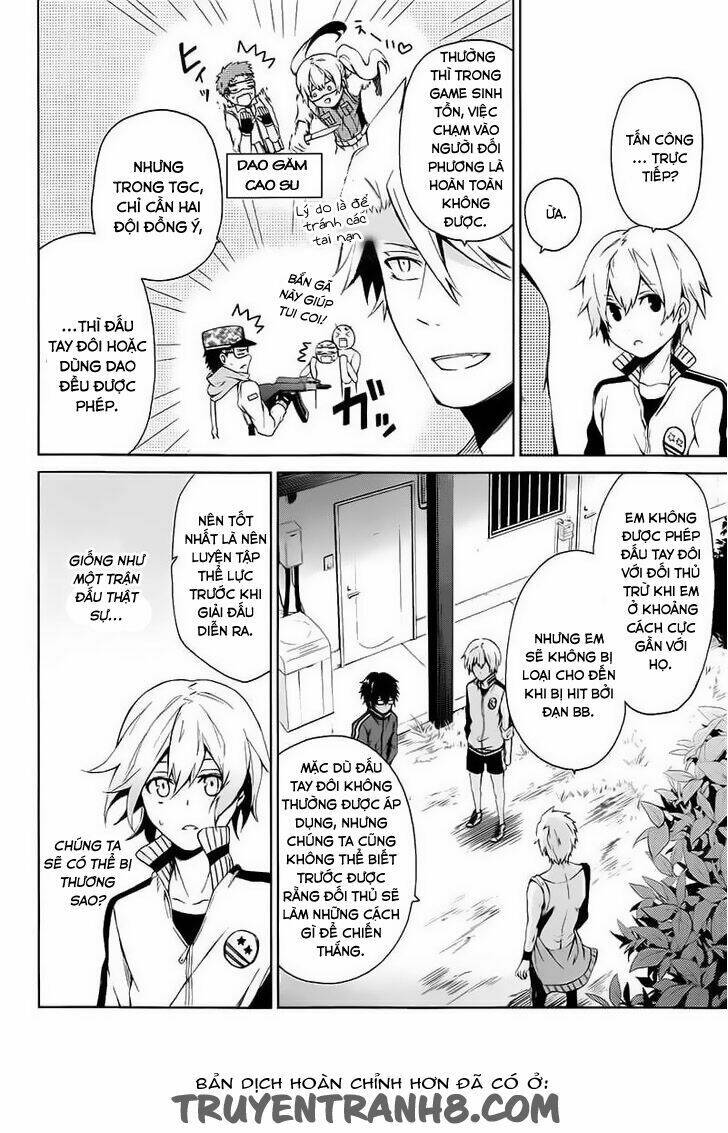 TẤN CÔNG
... TRỰC
TIẾP?
ỪA.
THƯỜNG
THÌ TRONG
GAME SINH
TỒN, VIỆC
CHẠM VÀO
NGƯỜI ĐỐI
PHƯƠNG LÀ
HOÀN TOÀN
KHÔNG
ĐƯỢC.
ヒィッ
DAO GĂM
CAO SU
Lý do là để
tránh các
tai nạn
BẮN GÃ
NÀY GIÚP
TUI COI!
ガガ
NHƯNG
TRONG TGC,
CHỈ CẦN HAI
ĐỘI ĐỒNG Ý,
...THÌ ĐẤU
TAY ĐÔI HOẶC
DÙNG DAO
ĐỀU ĐƯỢC
PHÉP.
EM KHÔNG
ĐƯỢC PHÉP
ĐẤU TAY ĐÔI
VỚI ĐỐI THỦ
TRỪ KHI EM
Ở KHOẢNG
CÁCH CỰC
GẦN VỚI
HỌ.
NHƯNG EM
SẼ KHÔNG BỊ
LOẠI CHO ĐẾN
KHI BỊ HIT BỞI
ĐẠN BB.
MẶC DÙ ĐẤU
TAY ĐÔI KHÔNG
THƯỜNG ĐƯỢC ÁP
DỤNG, NHƯNG
CHÚNG TA CŨNG
KHÔNG THỂ BIẾT
TRƯỚC ĐƯỢC
RẰNG ĐỐI THỦ SẼ
LÀM NHỮNG CÁCH
GÌ ĐỂ CHIẾN
THẮNG.
NÊN TỐT
NHẤT LÀ NÊN
LUYỆN TẬP
THỂ LỰC
TRƯỚC KHI
GIẢI ĐẤU
DIỄN RA.
GIỐNG NHƯ
MỘT TRẬN
ĐẤU THẬT
SỰ...
CHÚNG TA
SẼ CÓ THỂ BỊ
THƯƠNG
SAO?
BẢN DỊCH HOÀN CHỈNH HƠN ĐÃ CÓ Ở:
TRUYENTRANH8.COM